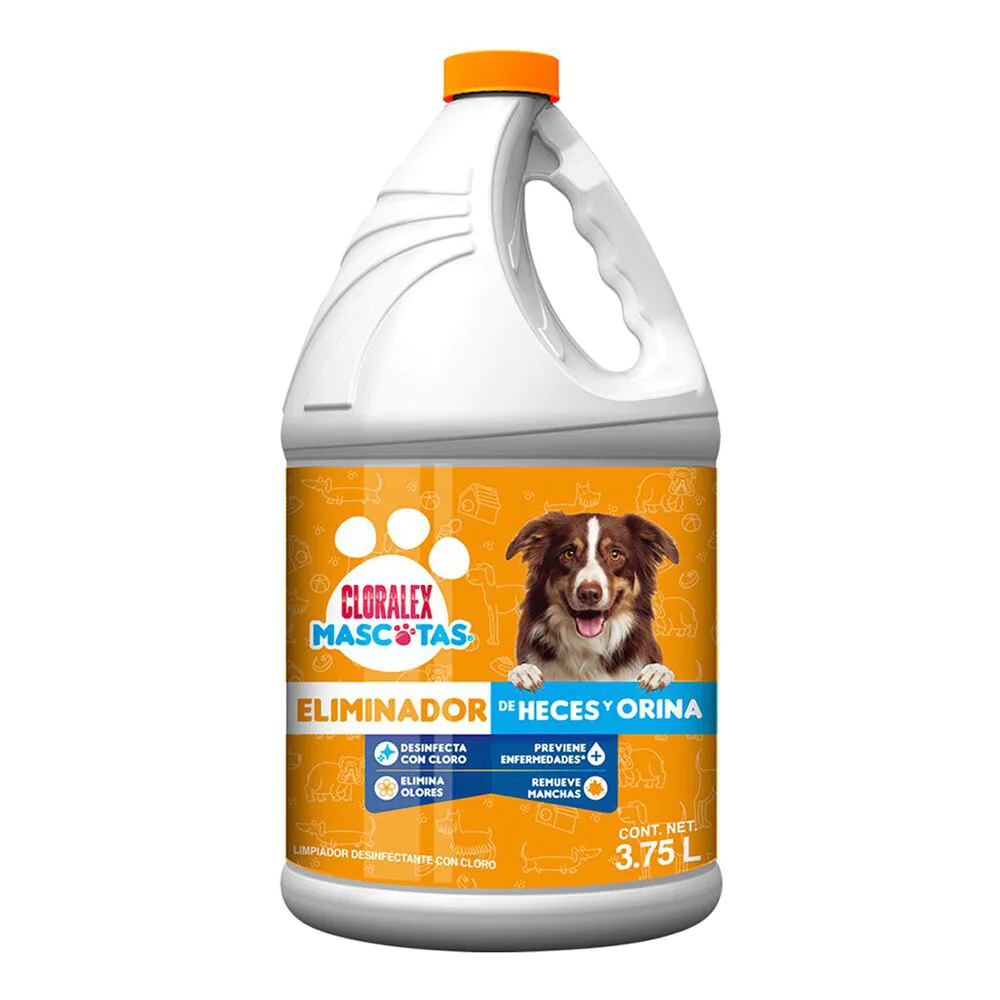 CLORALEX
MASCOTAS®
ELIMINADOR DE HECES Y ORINA
DESINFECTA
CON CLORO
PREVIENE
ENFERMEDADES*
ELIMINA
OLORES
REMUEVE
MANCHAS
LIMPIADOR DESINFECTANTE CON CLORO
CONT. NET.
3.75 L